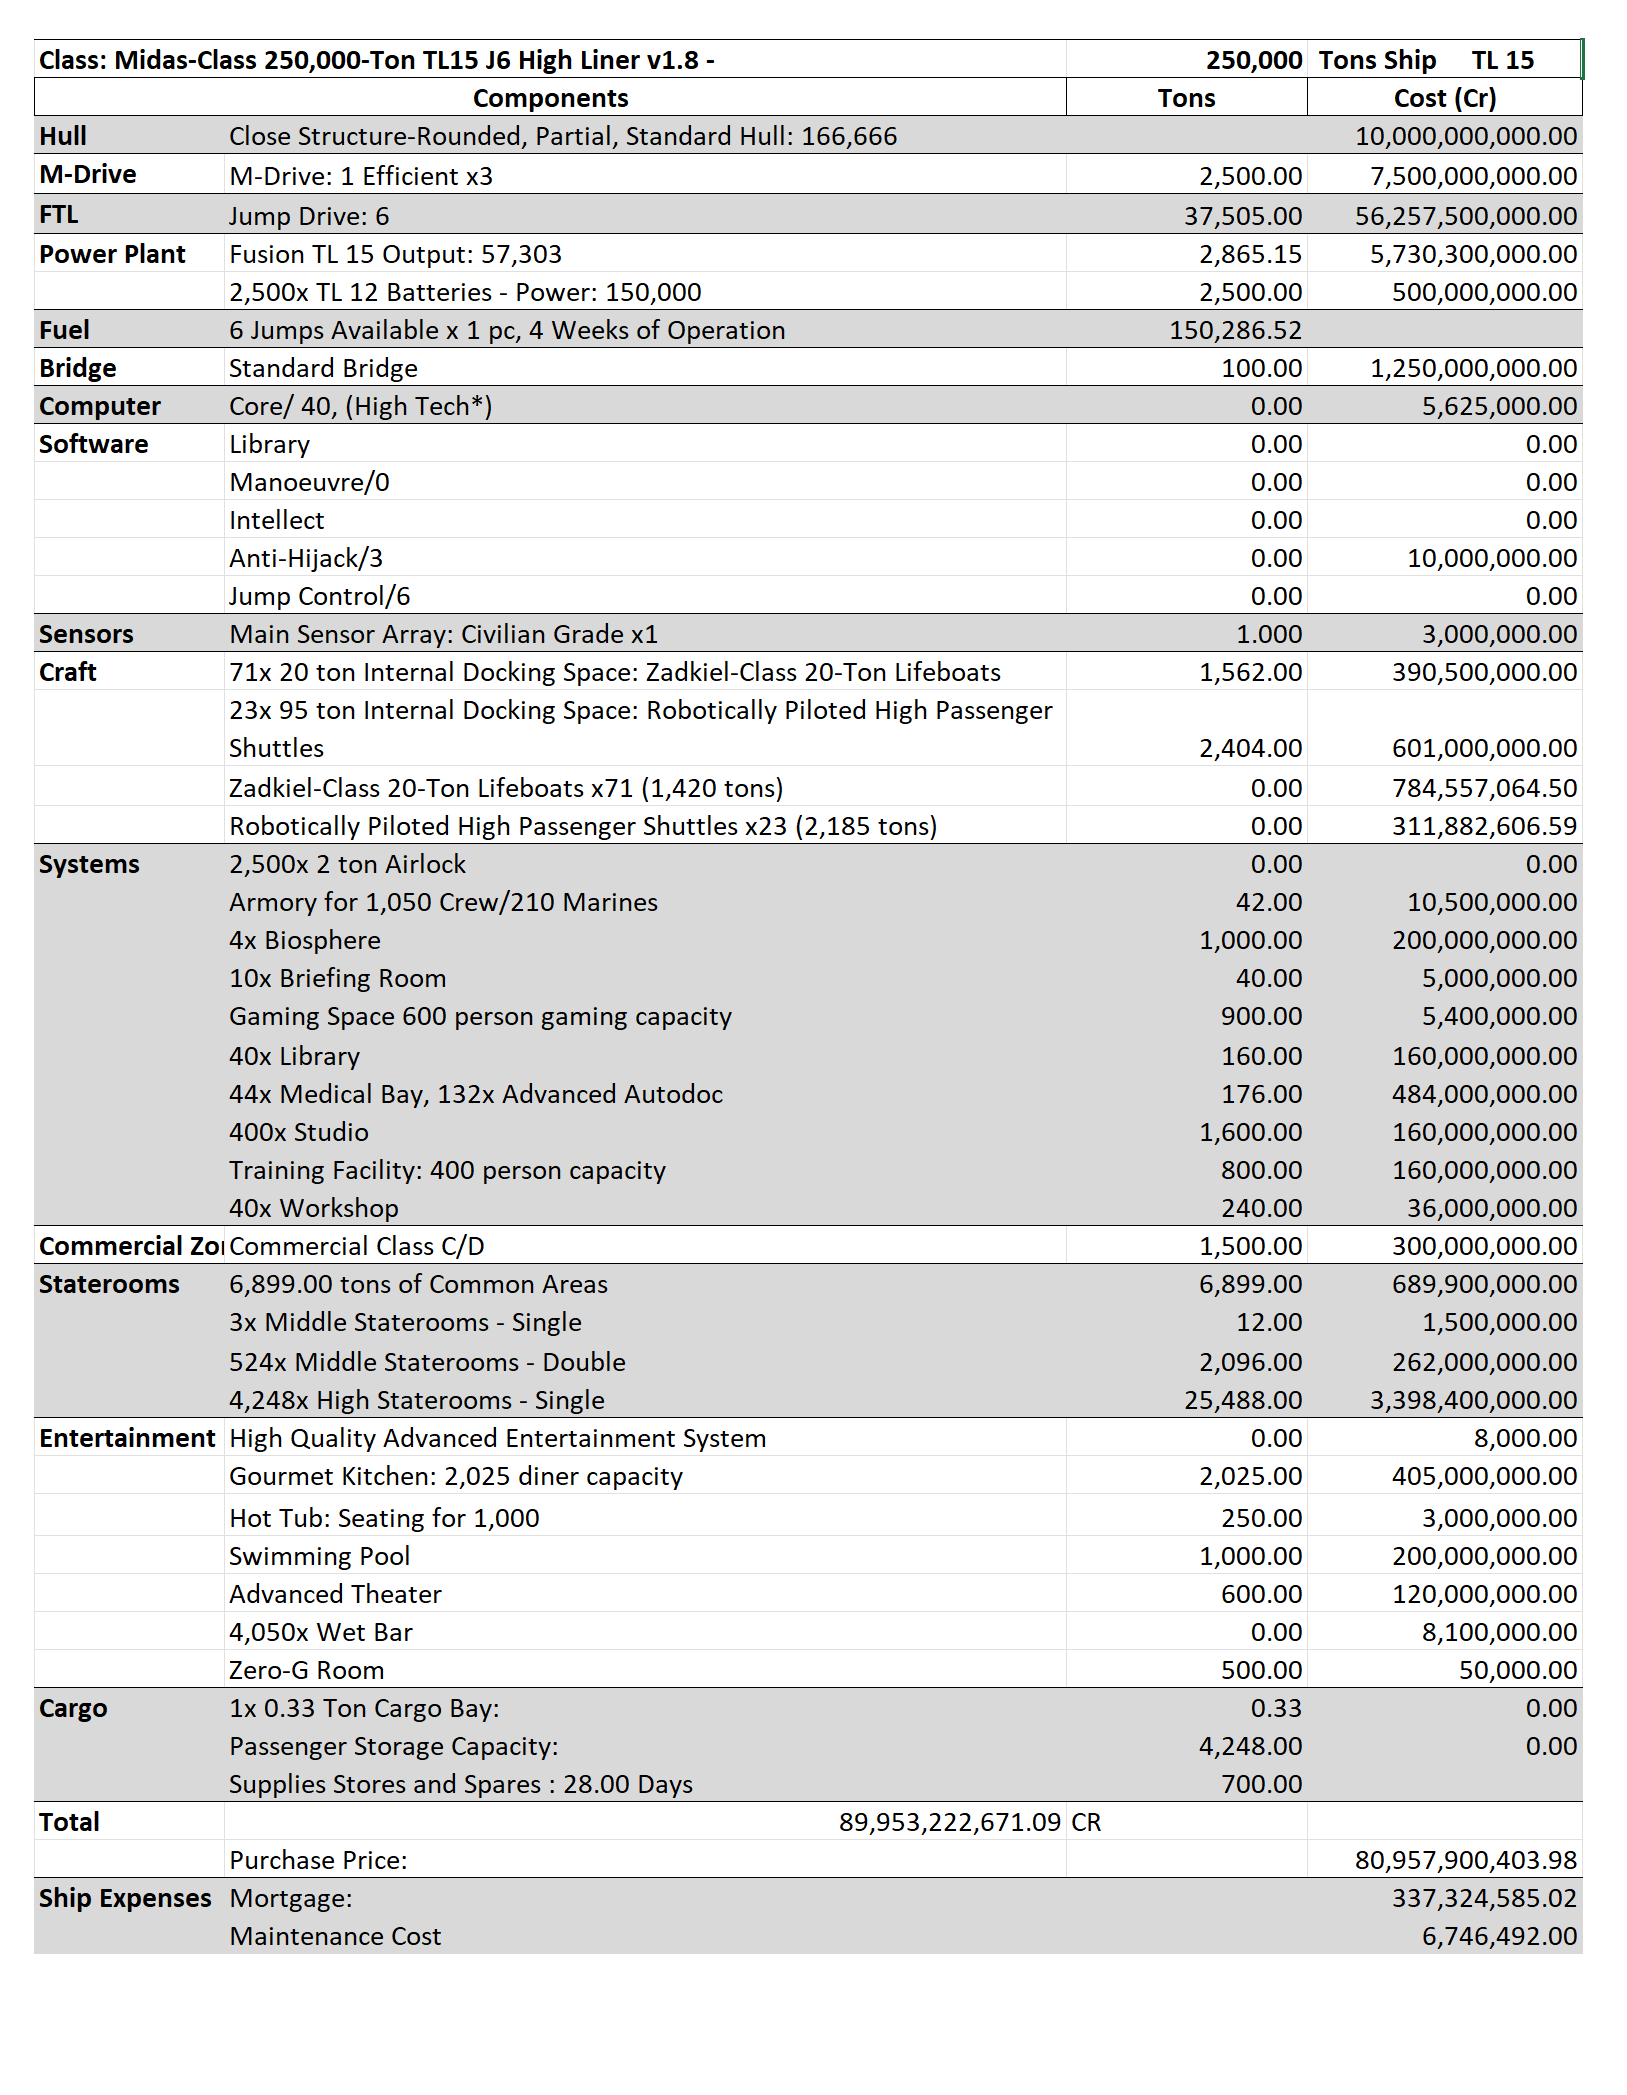 Class: Midas-Class 250,000-Ton TL15 J6 High Liner v1.8 - 250,000 Tons Ship TL 15
Components Tons Cost (Cr)
Hull Close Structure-Rounded, Partial, Standard Hull: 166,666 10,000,000,000.00
M-Drive M-Drive: 1 Efficient x3 2,500.00 7,500,000,000.00
FTL Jump Drive: 6 37,505.00 56,257,500,000.00
Power Plant Fusion TL 15 Output: 57,303 2,865.15 5,730,300,000.00
2,500x TL 12 Batteries - Power: 150,000 2,500.00 500,000,000.00
Fuel 6 Jumps Available x 1 pc, 4 Weeks of Operation 150,286.52
Bridge Standard Bridge 100.00 1,250,000,000.00
Computer Core/ 40, (High Tech*) 0.00 5,625,000.00
Software Library 0.00 0.00
Manoeuvre/0 0.00 0.00
Intellect 0.00 0.00
Anti-Hijack/3 0.00 10,000,000.00
Jump Control/6 0.00 0.00
Sensors Main Sensor Array: Civilian Grade x1 1.000 3,000,000.00
Craft 71x 20 ton Internal Docking Space: Zadkiel-Class 20-Ton Lifeboats 1,562.00 390,500,000.00
23x 95 ton Internal Docking Space: Robotically Piloted High Passenger
Shuttles 2,404.00 601,000,000.00
Zadkiel-Class 20-Ton Lifeboats x71 (1,420 tons) 0.00 784,557,064.50
Robotically Piloted High Passenger Shuttles x23 (2,185 tons) 0.00 311,882,606.59
Systems 2,500x 2 ton Airlock 0.00 0.00
Armory for 1,050 Crew/210 Marines 42.00 10,500,000.00
4x Biosphere 1,000.00 200,000,000.00
10x Briefing Room 40.00 5,000,000.00
Gaming Space 600 person gaming capacity 900.00 5,400,000.00
40x Library 160.00 160,000,000.00
44x Medical Bay, 132x Advanced Autodoc 176.00 484,000,000.00
400x Studio 1,600.00 160,000,000.00
Training Facility: 400 person capacity 800.00 160,000,000.00
40x Workshop 240.00 36,000,000.00
Commercial Zo Commercial Class C/D 1,500.00 300,000,000.00
Staterooms 6,899.00 tons of Common Areas 6,899.00 689,900,000.00
3x Middle Staterooms - Single 12.00 1,500,000.00
524x Middle Staterooms - Double 2,096.00 262,000,000.00
4,248x High Staterooms - Single 25,488.00 3,398,400,000.00
Entertainment High Quality Advanced Entertainment System 0.00 8,000.00
Gourmet Kitchen: 2,025 diner capacity 2,025.00 405,000,000.00
Hot Tub: Seating for 1,000 250.00 3,000,000.00
Swimming Pool 1,000.00 200,000,000.00
Advanced Theater 600.00 120,000,000.00
4,050x Wet Bar 0.00 8,100,000.00
Zero-G Room 500.00 50,000.00
Cargo 1x 0.33 Ton Cargo Bay: 0.33 0.00
Passenger Storage Capacity: 4,248.00 0.00
Supplies Stores and Spares : 28.00 Days 700.00
Total 89,953,222,671.09 CR
Purchase Price: 80,957,900,403.98
Ship Expenses Mortgage: 337,324,585.02
Maintenance Cost 6,746,492.00